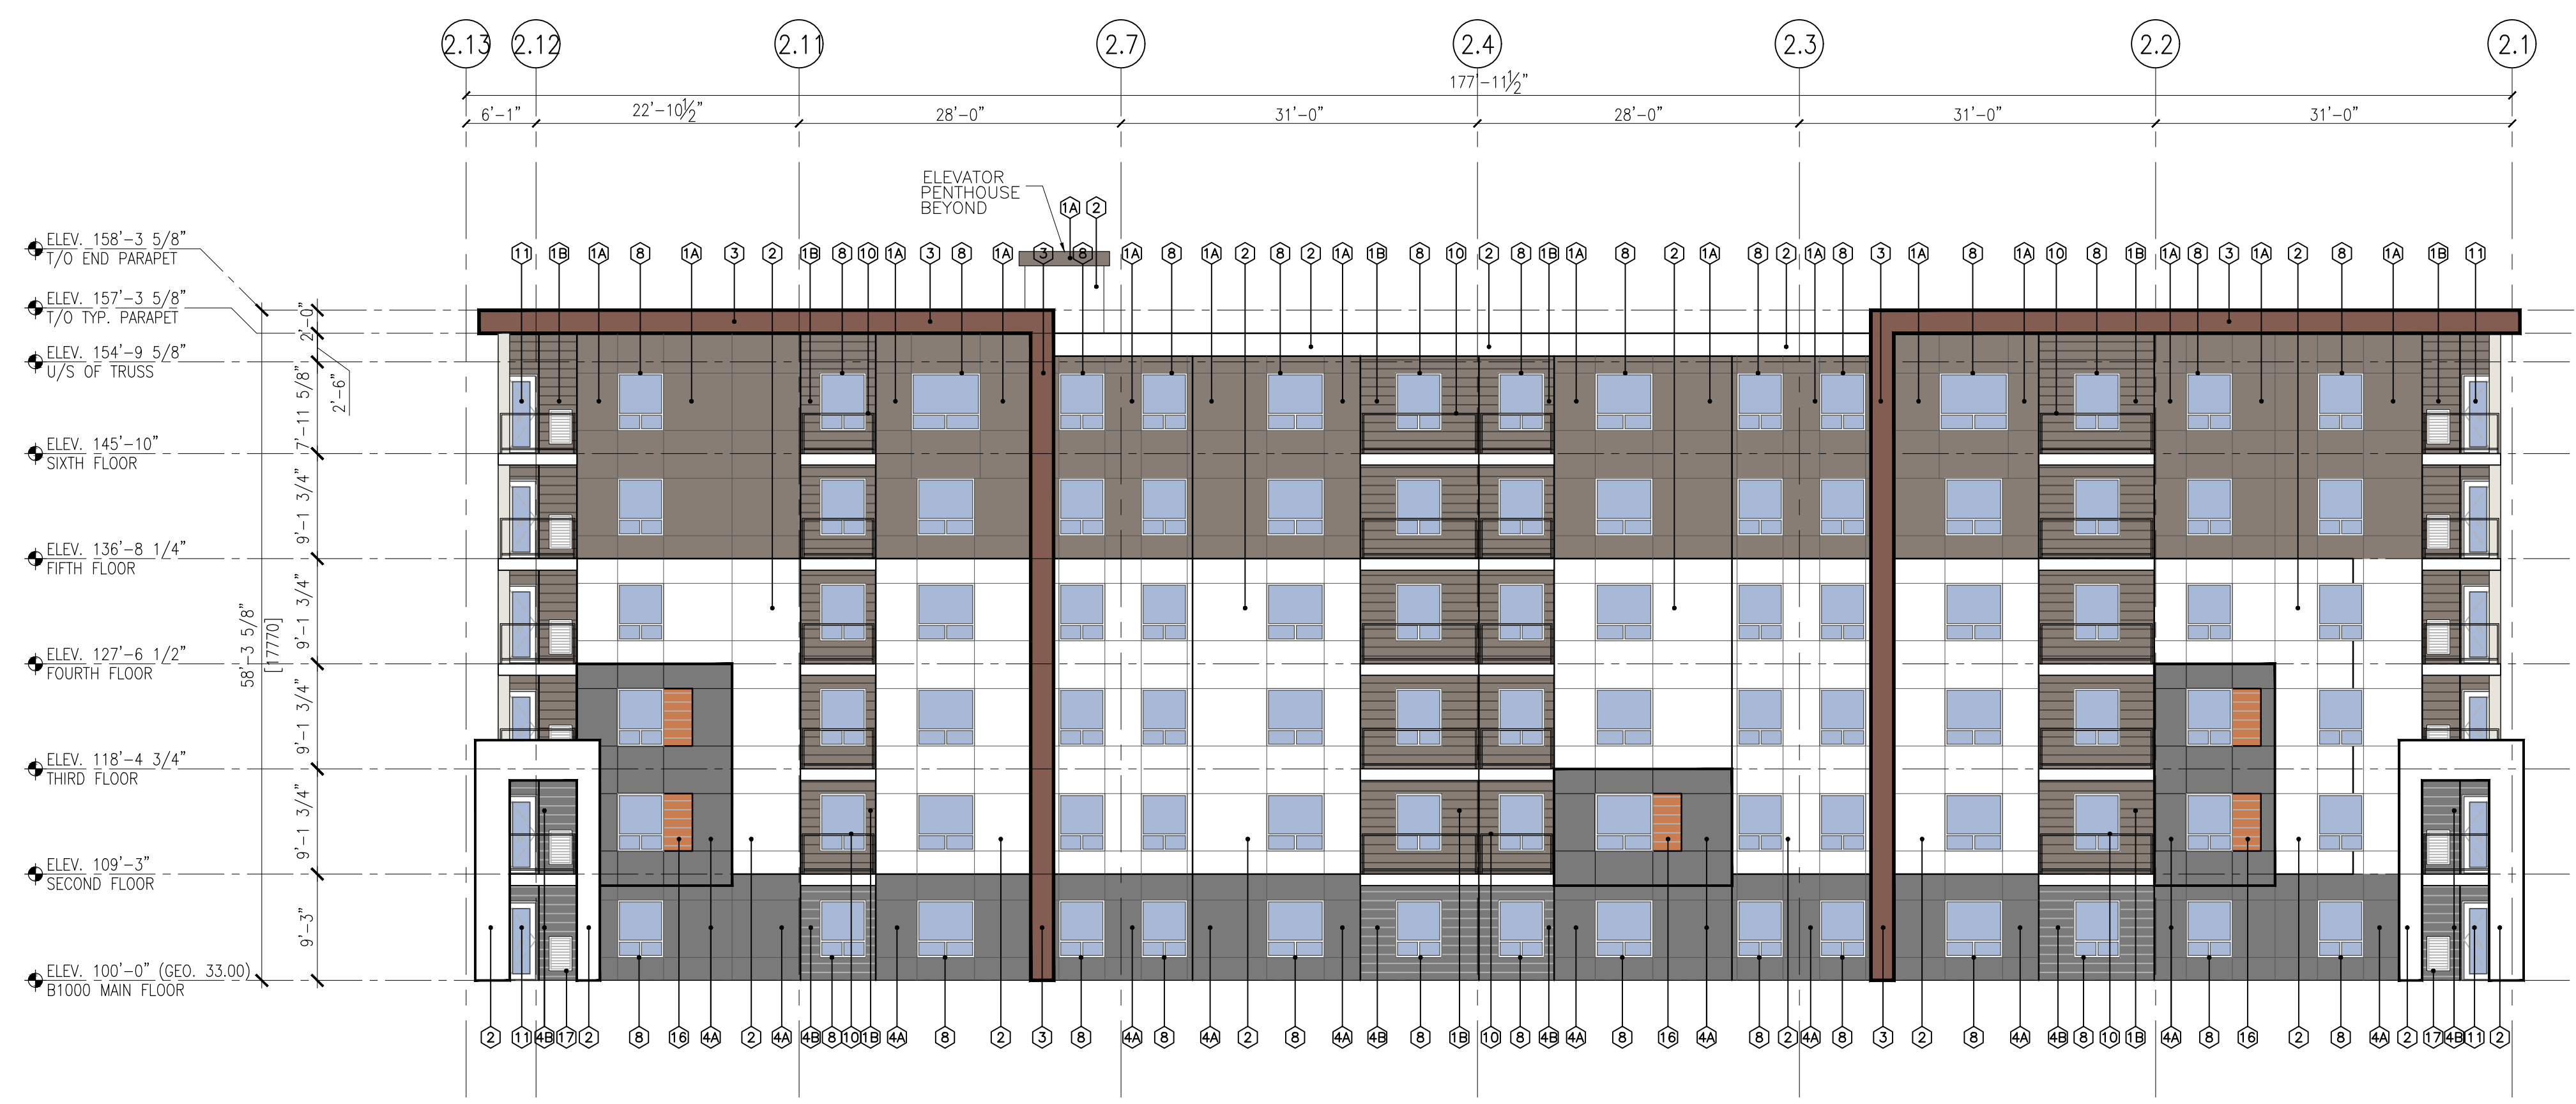 2.13 2.12 2.11 2.7 2.4 2.3 2.2 2.1
177'-11½"
6'-1" 22'-10½" 28'-0" 31'-0" 28'-0" 31'-0" 31'-0"
ELEVATOR
PENTHOUSE
BEYOND
1A 2
11 1B 1A 8 1A 3 2 1B 8 10 1A 3 8 1A 3 8 1A 8 1A 2 8 2 1A 1B 8 10 2 8 1B 1A 8 2 1A 8 2 1A 8 3 1A 8 1A 10 8 1B 1A 8 3 1A 2 8 1A 1B 11
ELEV. 158'-3 5/8"
T/O END PARAPET
ELEV. 157'-3 5/8"
T/O TYP. PARAPET
ELEV. 154'-9 5/8"
U/S OF TRUSS
ELEV. 145'-10"
SIXTH FLOOR
ELEV. 136'-8 1/4"
FIFTH FLOOR
ELEV. 127'-6 1/2"
FOURTH FLOOR
ELEV. 118'-4 3/4"
THIRD FLOOR
ELEV. 109'-3"
SECOND FLOOR
ELEV. 100'-0" (GEO. 33.00)
B1000 MAIN FLOOR
58'-3 5/8"
[17770]
2'-0"
2'-6"
7'-11 5/8"
9'-1 3/4"
9'-1 3/4"
9'-1 3/4"
9'-1 3/4"
9'-3"
2 11 4B 17 2 8 16 4A 2 4A 4B 8 10 1B 4A 8 2 3 8 4A 8 4A 2 8 4A 4B 8 1B 10 8 4B 4A 8 16 4A 8 2 4A 8 3 2 8 4A 4B 8 10 1B 4A 8 16 2 8 4A 2 17 4B 11 2